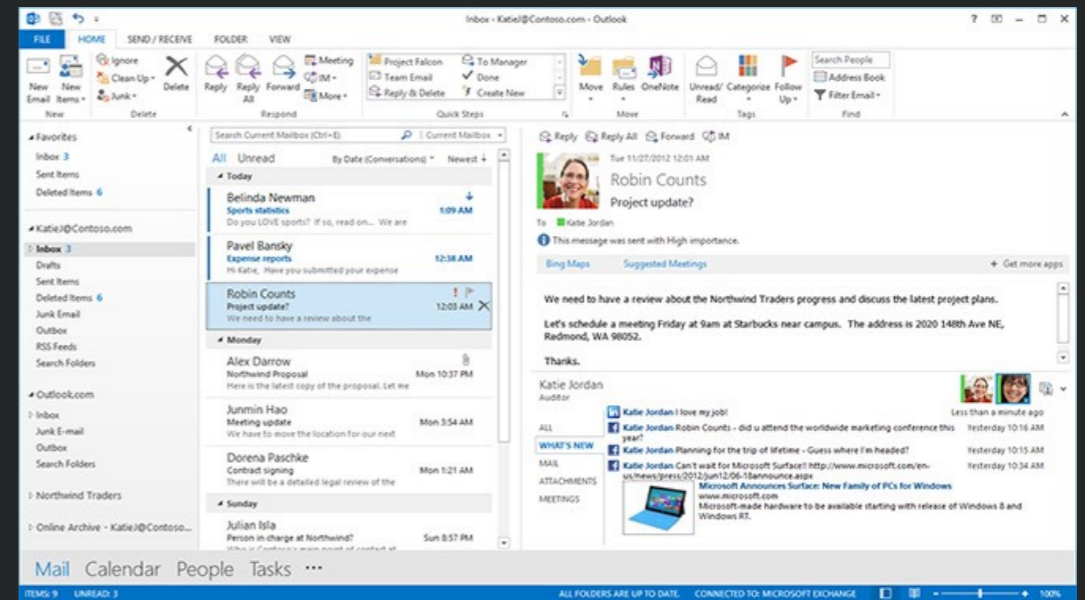 Inbox - KatieJ@Contoso.com - Outlook
FILE HOME SEND / RECEIVE FOLDER VIEW
New Email
New Items
Ignore
Clean Up
Junk
Delete
Reply
Reply All
Forward
Meeting
IM
More
Project Falcon
Team Email
Reply & Delete
To Manager
Done
Create New
Move
Rules
OneNote
Unread/ Read
Categorize
Follow Up
Search People
Address Book
Filter Email
New Delete Respond Quick Steps Move Tags Find
Favorites
Inbox 3
Sent Items
Deleted Items 6
KatieJ@Contoso.com
Inbox 3
Drafts
Sent Items
Deleted Items 6
Junk Email
Outbox
RSS Feeds
Search Folders
Outlook.com
Inbox
Junk E-mail
Outbox
Search Folders
Northwind Traders
Online Archive - KatieJ@Contoso...
Search Current Mailbox (Ctrl+E) Current Mailbox
All Unread By Date (Conversations) Newest
Today
Belinda Newman
Sports statistics 1:09 AM
Do you LOVE sports? If so, read on... We are
Pavel Bansky
Expense reports 12:38 AM
Hi Katie, Have you submitted your expense
Robin Counts
Project update? 12:03 AM
We need to have a review about the
Monday
Alex Darrow
Northwind Proposal Mon 10:37 PM
Here is the latest copy of the proposal. Let me
Junmin Hao
Meeting update Mon 3:54 AM
We have to move the location for our next
Dorena Paschke
Contract signing Mon 1:21 AM
There will be a detailed legal review of the
Sunday
Julian Isla
Person in charge at Northwind? Sun 8:57 PM
Who is Contoso's main point of contact at
Reply Reply All Forward IM
Tue 11/27/2012 12:01 AM
Robin Counts
Project update?
To Katie Jordan
This message was sent with High importance.
Bing Maps Suggested Meetings + Get more apps
We need to have a review about the Northwind Traders progress and discuss the latest project plans.
Let's schedule a meeting Friday at 9am at Starbucks near campus. The address is 2020 148th Ave NE,
Redmond, WA 98052.
Thanks.
Katie Jordan
Auditor
ALL
WHAT'S NEW
MAIL
ATTACHMENTS
MEETINGS
Katie Jordan I love my job! Less than a minute ago
Katie Jordan Robin Counts - did u attend the worldwide marketing conference this Yesterday 10:16 AM
year?
Katie Jordan Planning for the trip of lifetime - Guess where I'm headed? Yesterday 10:15 AM
Katie Jordan Can't wait for Microsoft Surface!! http://www.microsoft.com/en- Yesterday 10:34 AM
us/news/press/2012/jun12/06-18announce.aspx
Microsoft Announces Surface: New Family of PCs for Windows
www.microsoft.com
Microsoft-made hardware to be available starting with release of Windows 8 and
Windows RT.
Mail Calendar People Tasks ...
ITEMS: 9 UNREAD: 3 ALL FOLDERS ARE UP TO DATE. CONNECTED TO: MICROSOFT EXCHANGE 100%